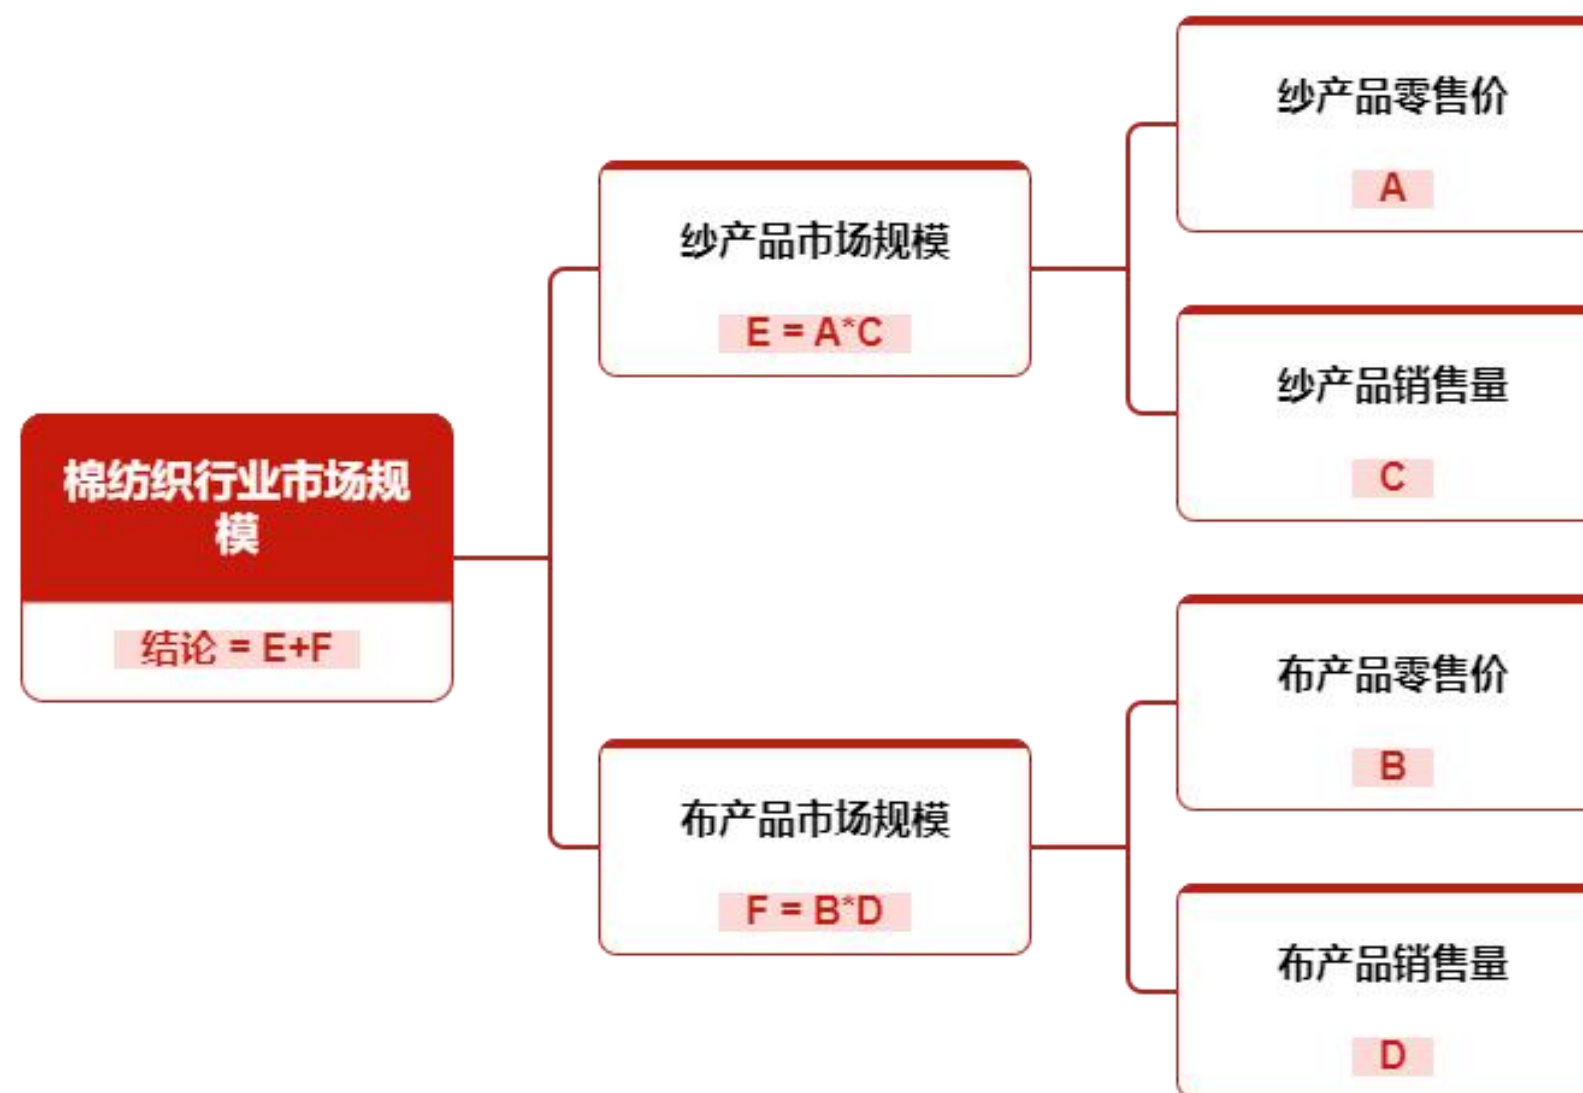 棉纺织行业市场规
模
结论 = E+F
纱产品市场规模
E = A*C
纱产品零售价
A
纱产品销售量
C
布产品市场规模
F = B*D
布产品零售价
B
布产品销售量
D